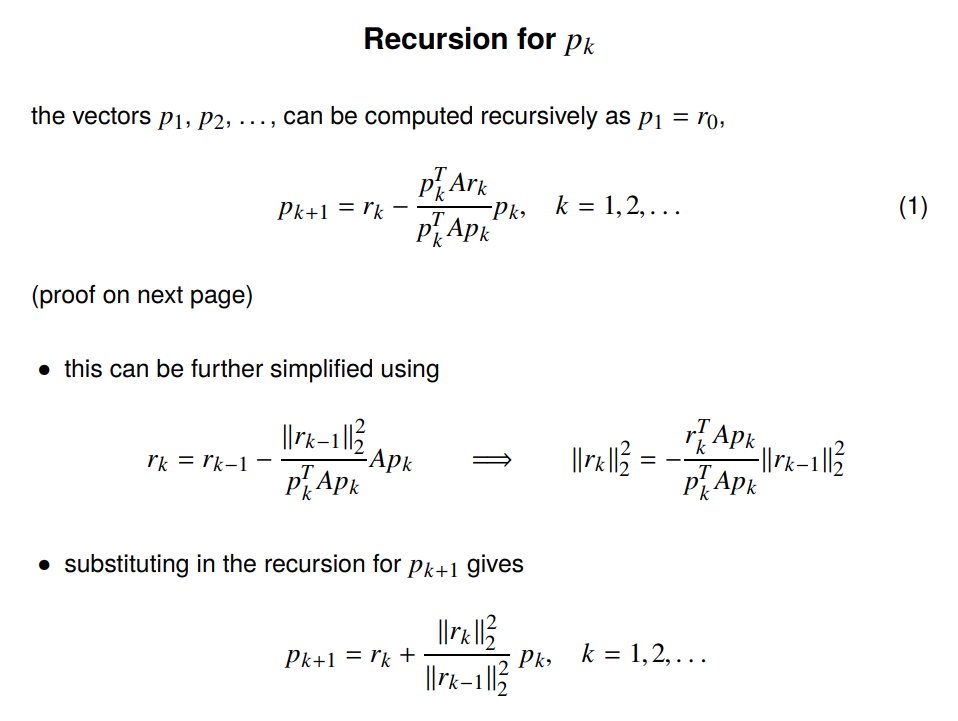 Recursion for $p_k$
the vectors $p_1, p_2, \ldots,$ can be computed recursively as $p_1 = r_0,$
$p_{k+1} = r_k - \frac{p_k^T A r_k}{p_k^T A p_k} p_k, \quad k = 1, 2, \ldots$ (1)
(proof on next page)
• this can be further simplified using
$r_k = r_{k-1} - \frac{\|r_{k-1}\|_2^2}{p_k^T A p_k} A p_k \quad \Longrightarrow \quad \|r_k\|_2^2 = -\frac{r_k^T A p_k}{p_k^T A p_k} \|r_{k-1}\|_2^2$
• substituting in the recursion for $p_{k+1}$ gives
$p_{k+1} = r_k + \frac{\|r_k\|_2^2}{\|r_{k-1}\|_2^2} p_k, \quad k = 1, 2, \ldots$